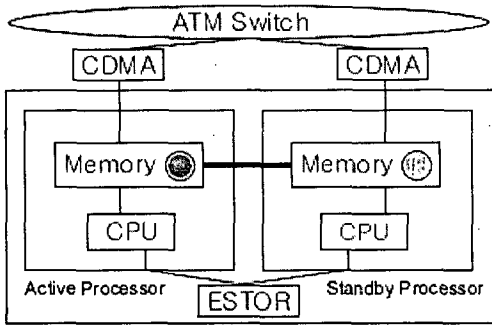 ATM Switch
CDMA CDMA
Memory Memory
CPU CPU
Active Processor Standby Processor
ESTOR